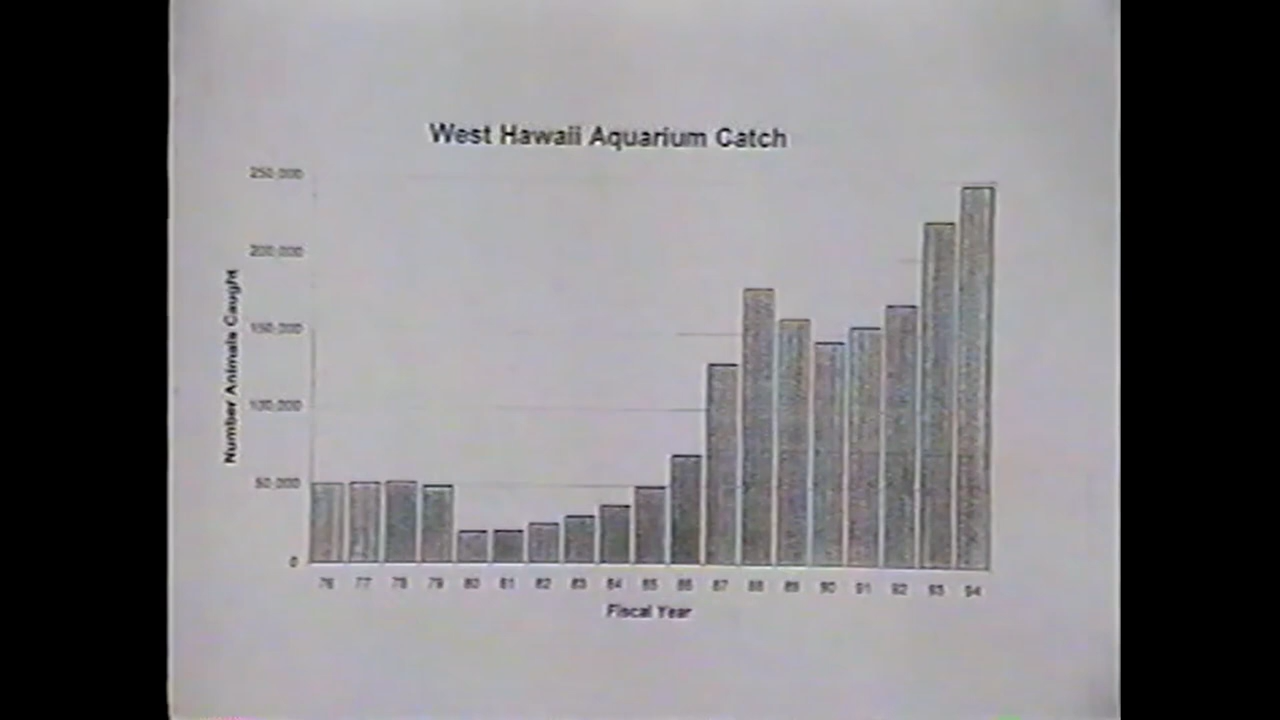 West Hawaii Aquarium Catch
250,000
200,000
150,000
100,000
50,000
0
Number Animals Caught
76 77 78 79 80 81 82 83 84 85 86 87 88 89 90 91 92 93 94
Fiscal Year